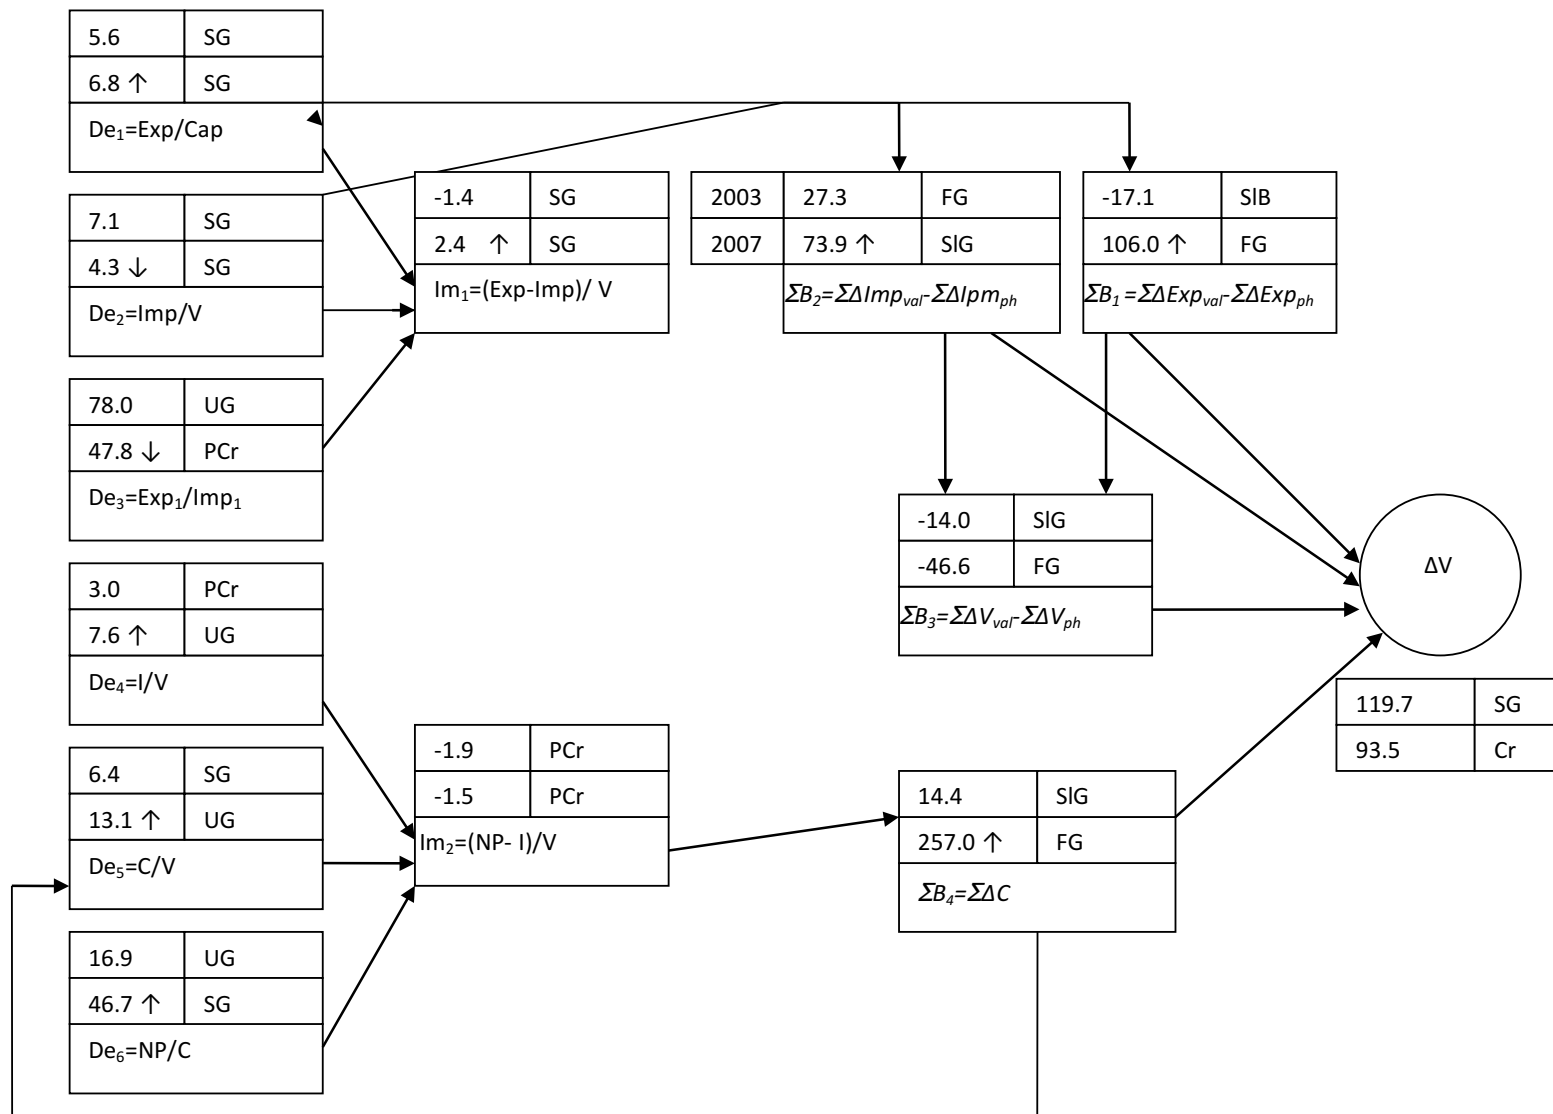 5.6 SG
6.8 ↑ SG
De₁=Exp/Cap
7.1 SG
4.3 ↓ SG
De₂=Imp/V
78.0 UG
47.8 ↓ PCr
De₃=Exp₁/Imp₁
3.0 PCr
7.6 ↑ UG
De₄=I/V
6.4 SG
13.1 ↑ UG
De₅=C/V
16.9 UG
46.7 ↑ SG
De₆=NP/C
-1.4 SG
2.4 ↑ SG
Im₁=(Exp-Imp)/ V
-1.9 PCr
-1.5 PCr
Im₂=(NP- I)/V
2003 27.3 FG
2007 73.9 ↑ SlG
ΣB₂=ΣΔImp_val-ΣΔIpm_ph
-17.1 SlB
106.0 ↑ FG
ΣB₁=ΣΔExp_val-ΣΔExp_ph
-14.0 SlG
-46.6 FG
ΣB₃=ΣΔV_val-ΣΔV_ph
14.4 SlG
257.0 ↑ FG
ΣB₄=ΣΔC
ΔV
119.7 SG
93.5 Cr